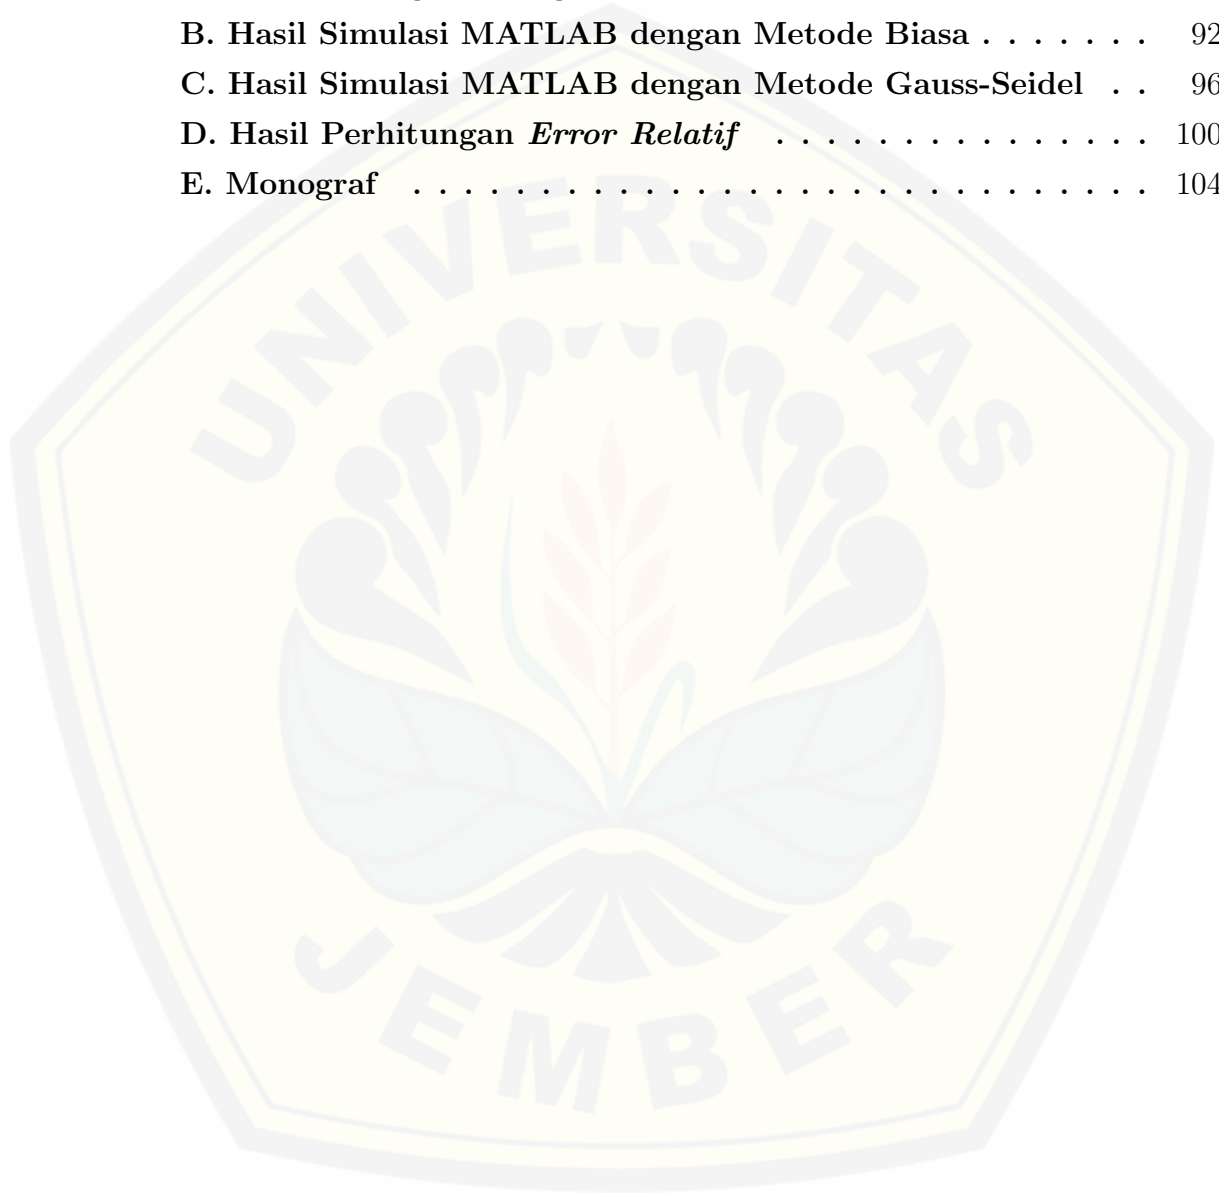 B. Hasil Simulasi MATLAB dengan Metode Biasa . . . . . . . 92
C. Hasil Simulasi MATLAB dengan Metode Gauss-Seidel . . 96
D. Hasil Perhitungan Error Relatif . . . . . . . . . . . . . . . 100
E. Monograf . . . . . . . . . . . . . . . . . . . . . . . . . . . . . 104
UNIVERSITAS
JEMBER